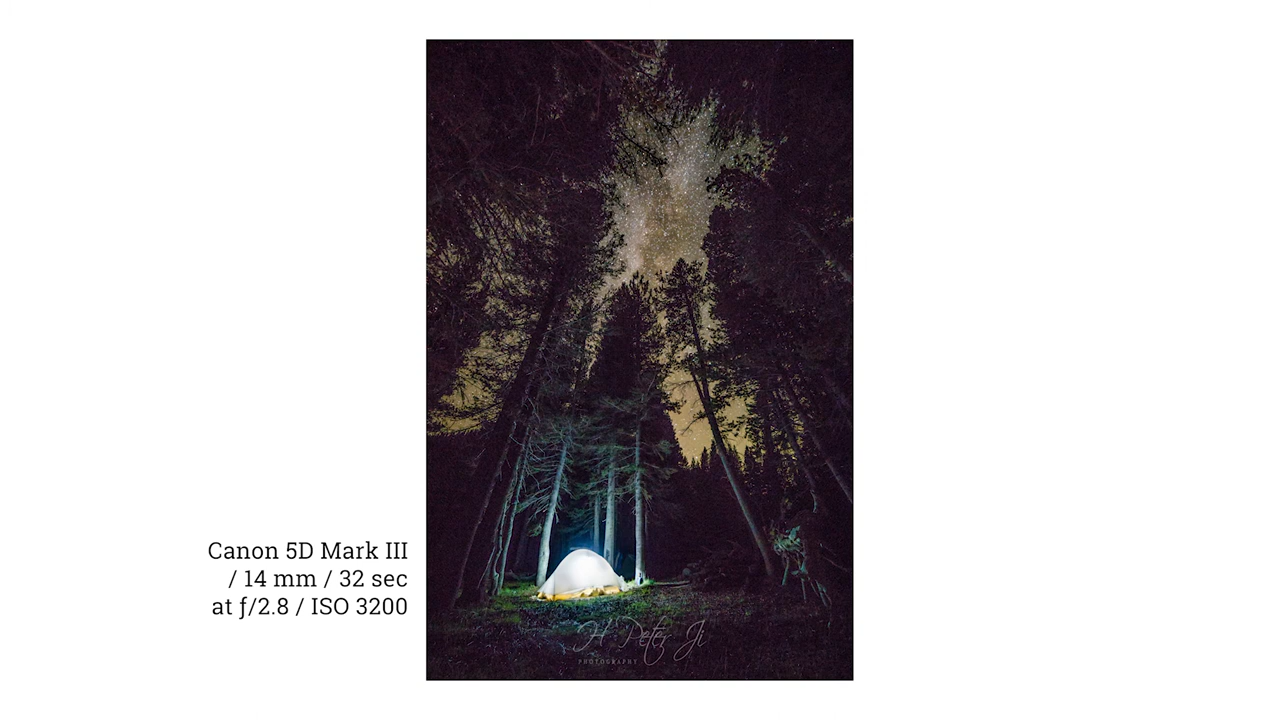 Canon 5D Mark III
/ 14 mm / 32 sec
at ƒ/2.8 / ISO 3200
H Peter Ji
PHOTOGRAPHY